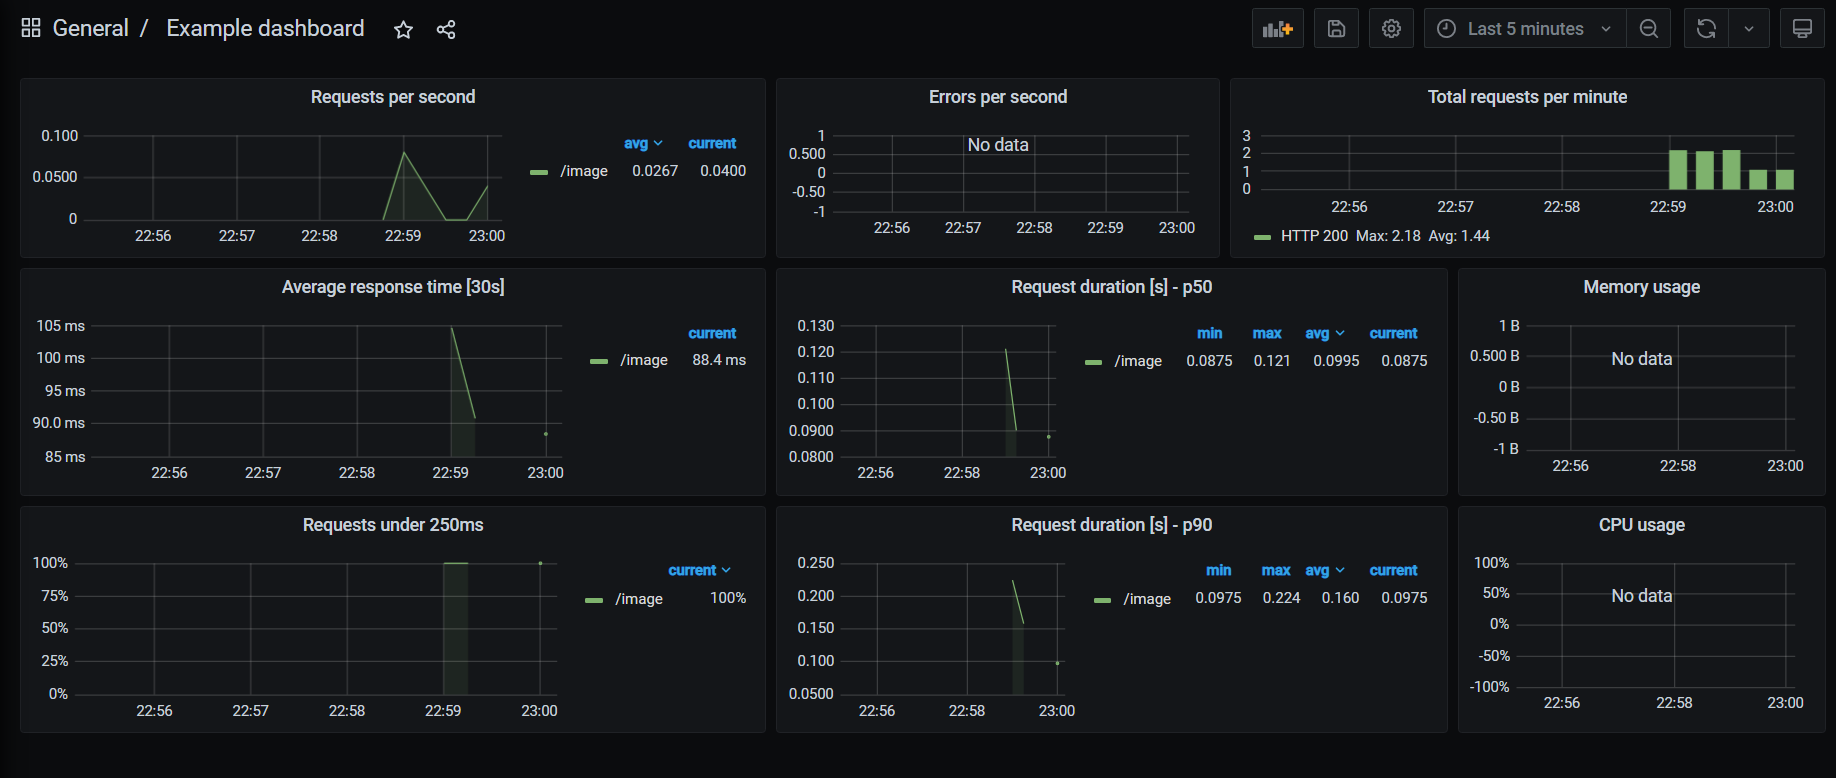 General / Example dashboard
Last 5 minutes
Requests per second
0.100
0.0500
0
22:56 22:57 22:58 22:59 23:00
avg current
/image 0.0267 0.0400
Errors per second
1
0.500
0
-0.50
-1
No data
22:56 22:57 22:58 22:59 23:00
Total requests per minute
3
2
1
0
22:56 22:57 22:58 22:59 23:00
HTTP 200 Max: 2.18 Avg: 1.44
Average response time [30s]
105 ms
100 ms
95 ms
90.0 ms
85 ms
22:56 22:57 22:58 22:59 23:00
current
/image 88.4 ms
Request duration [s] - p50
0.130
0.120
0.110
0.100
0.0900
0.0800
22:56 22:58 23:00
min max avg current
/image 0.0875 0.121 0.0995 0.0875
Memory usage
1 B
0.500 B
0 B
-0.50 B
-1 B
No data
22:56 22:58 23:00
Requests under 250ms
100%
75%
50%
25%
0%
22:56 22:57 22:58 22:59 23:00
current
/image 100%
Request duration [s] - p90
0.250
0.200
0.150
0.100
0.0500
22:56 22:58 23:00
min max avg current
/image 0.0975 0.224 0.160 0.0975
CPU usage
100%
50%
0%
-50%
-100%
No data
22:56 22:58 23:00